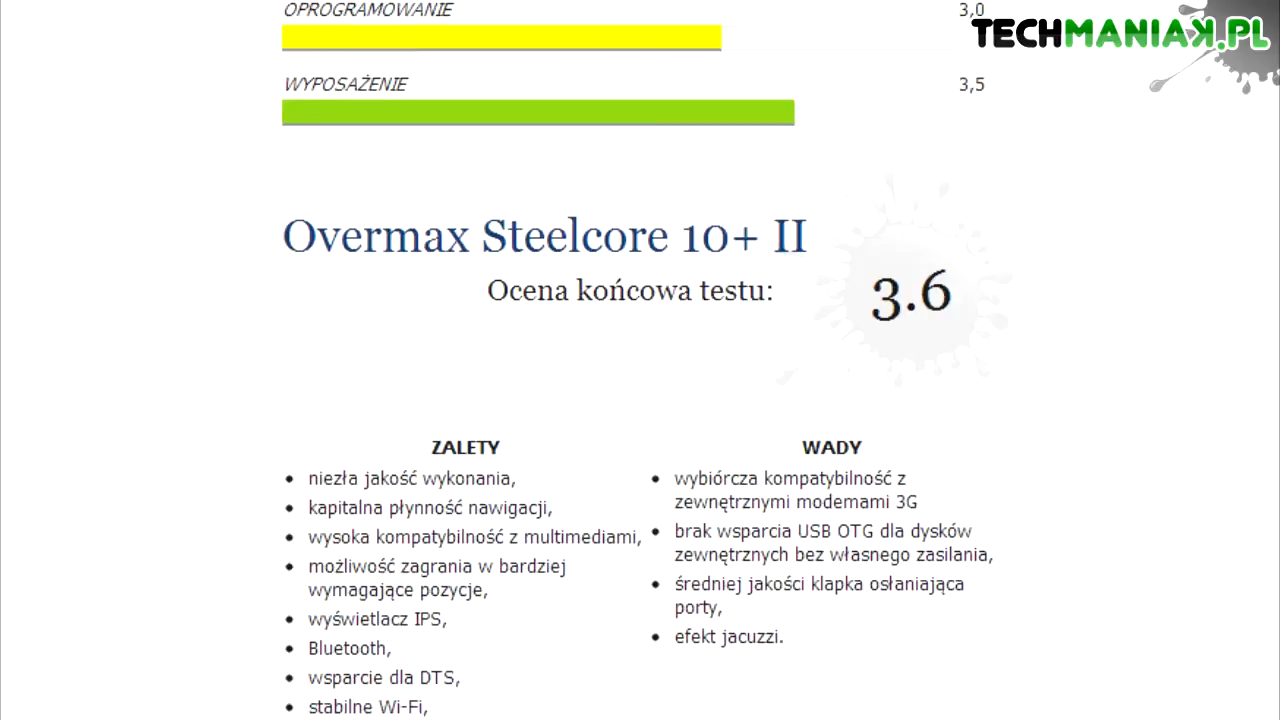 OPROGRAMOWANIE 3,0
TECHMANIAK.PL
WYPOSAŻENIE 3,5
Overmax Steelcore 10+ II
Ocena końcowa testu: 3.6
ZALETY
niezła jakość wykonania,
kapitalna płynność nawigacji,
wysoka kompatybilność z multimediami,
możliwość zagrania w bardziej
wymagające pozycje,
wyświetlacz IPS,
Bluetooth,
wsparcie dla DTS,
stabilne Wi-Fi,
WADY
wybiórcza kompatybilność z
zewnętrznymi modemami 3G
brak wsparcia USB OTG dla dysków
zewnętrznych bez własnego zasilania,
średniej jakości klapka osłaniająca
porty,
efekt jacuzzi.